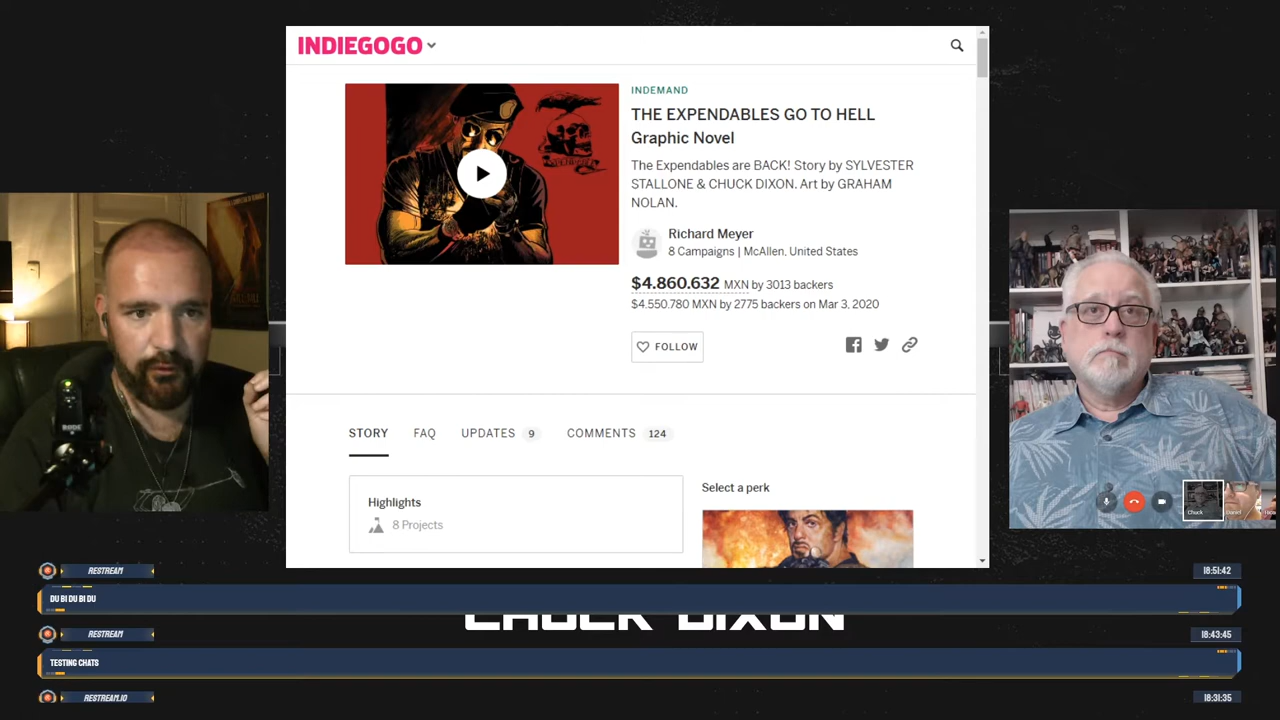 INDIEGOGO
INDEMAND
THE EXPENDABLES GO TO HELL
Graphic Novel
The Expendables are BACK! Story by SYLVESTER
STALLONE & CHUCK DIXON. Art by GRAHAM
NOLAN.
Richard Meyer
8 Campaigns | McAllen, United States
$4.860.632 MXN by 3013 backers
$4.550.780 MXN by 2775 backers on Mar 3, 2020
FOLLOW
STORY FAQ UPDATES 9 COMMENTS 124
Highlights
8 Projects
Select a perk
RODE
Chuck
RESTREAM 18:51:42
DU BI DU BI DU
CHUCK DIXON
RESTREAM 18:43:45
TESTING CHATS
RESTREAM.IO 18:31:35